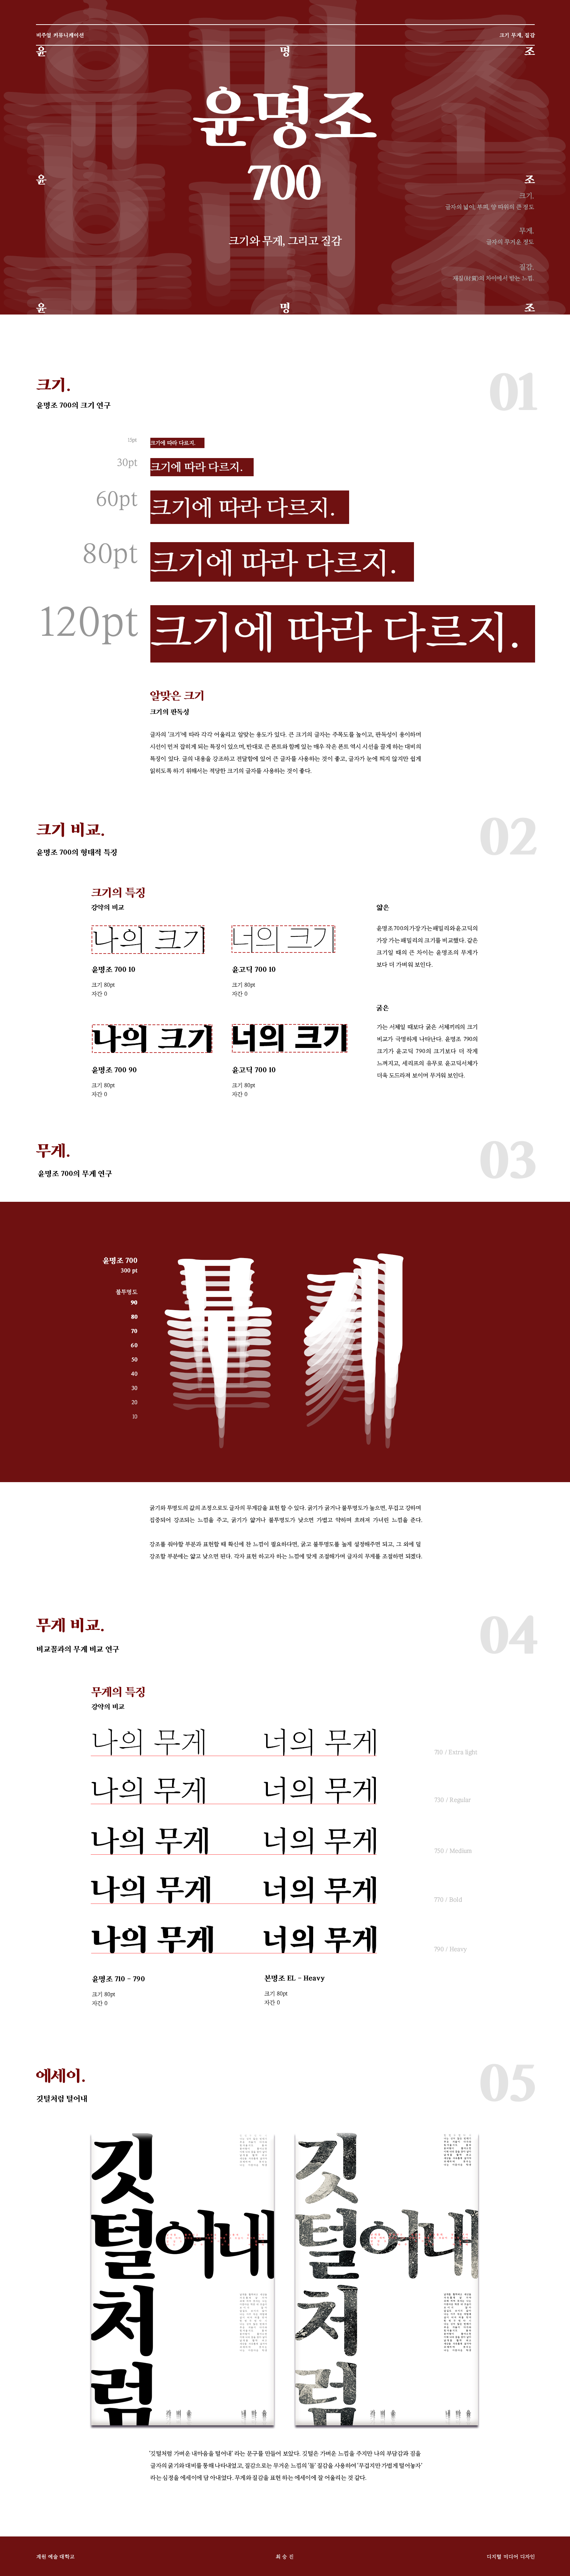 비주얼 커뮤니케이션
크기 무게, 질감
윤 명 조
윤명조
700
윤 조
크기와 무게, 그리고 질감
크기.
글자의 넓이, 부피, 양 따위의 큰 정도
무게.
글자의 무거운 정도
질감.
재질(材質)의 차이에서 받는 느낌.
윤 명 조
크기.
01
윤명조 700의 크기 연구
15pt 크기에 따라 다르지.
30pt 크기에 따라 다르지.
60pt 크기에 따라 다르지.
80pt 크기에 따라 다르지.
120pt 크기에 따라 다르지.
알맞은 크기
크기의 판독성
글자의 '크기'에 따라 각각 어울리고 알맞는 용도가 있다. 큰 크기의 글자는 주목도를 높이고, 판독성이 용이하며
시선이 먼저 잡히게 되는 특징이 있으며, 반대로 큰 폰트와 함께 있는 매우 작은 폰트 역시 시선을 끌게 하는 대비의
특징이 있다. 글의 내용을 강조하고 전달함에 있어 큰 글자를 사용하는 것이 좋고, 글자가 눈에 띄지 않지만 쉽게
읽히도록 하기 위해서는 적당한 크기의 글자를 사용하는 것이 좋다.
크기 비교.
02
윤명조 700의 형태적 특징
크기의 특징
강약의 비교
나의 크기
너의 크기
윤명조 700 10
크기 80pt
자간 0
윤고딕 700 10
크기 80pt
자간 0
얇은
윤명조700의가장가는패밀리와윤고딕의
가장 가는 패밀리의 크기를 비교했다. 같은
크기일 때의 큰 차이는 윤명조의 무게가
보다 더 가벼워 보인다.
나의 크기
너의 크기
윤명조 700 90
크기 80pt
자간 0
윤고딕 700 10
크기 80pt
자간 0
굵은
가는 서체일 때보다 굵은 서체끼리의 크기
비교가 극명하게 나타난다. 윤명조 790의
크기가 윤고딕 790의 크기보다 더 작게
느껴지고, 세리프의 유무로 윤고딕서체가
더욱 도드라져 보이며 무거워 보인다.
무게.
03
윤명조 700의 무게 연구
윤명조 700
300 pt
불투명도
90
80
70
60
50
40
30
20
10
무게
굵기와 투명도의 값의 조정으로도 글자의 무게감을 표현 할 수 있다. 굵기가 굵거나 불투명도가 높으면, 무겁고 강하며
집중되어 강조되는 느낌을 주고, 굵기가 얇거나 불투명도가 낮으면 가볍고 약하며 흐려져 가녀린 느낌을 준다.
강조를 줘야할 부분과 표현할 때 확신에 찬 느낌이 필요하다면, 굵고 불투명도를 높게 설정해주면 되고, 그 외에 덜
강조할 부분에는 얇고 낮으면 된다. 각자 표현 하고자 하는 느낌에 맞게 조절해가며 글자의 무게를 조절하면 되겠다.
무게 비교.
04
비교꼴과의 무게 비교 연구
무게의 특징
강약의 비교
나의 무게 너의 무게 710 / Extra light
나의 무게 너의 무게 730 / Regular
나의 무게 너의 무게 750 / Medium
나의 무게 너의 무게 770 / Bold
나의 무게 너의 무게 790 / Heavy
윤명조 710 - 790
크기 80pt
자간 0
본명조 EL - Heavy
크기 80pt
자간 0
에세이.
05
깃털처럼 털어내
깃털처럼
털어내
깃털처럼
털어내
'깃털처럼 가벼운 내마음을 털어내' 라는 문구를 만들어 보았다. 깃털은 가벼운 느낌을 주지만 나의 부담감과 짐을
글자의 굵기와 대비를 통해 나타내었고, 질감으로는 무거운 느낌의 '돌' 질감을 사용하여 '무겁지만 가볍게 털어놓자'
라는 심정을 에세이에 담 아내었다. 무게와 질감을 표현 하는 에세이에 잘 어울리는 것 같다.
계원 예술 대학교
최 승 진
디지털 미디어 디자인